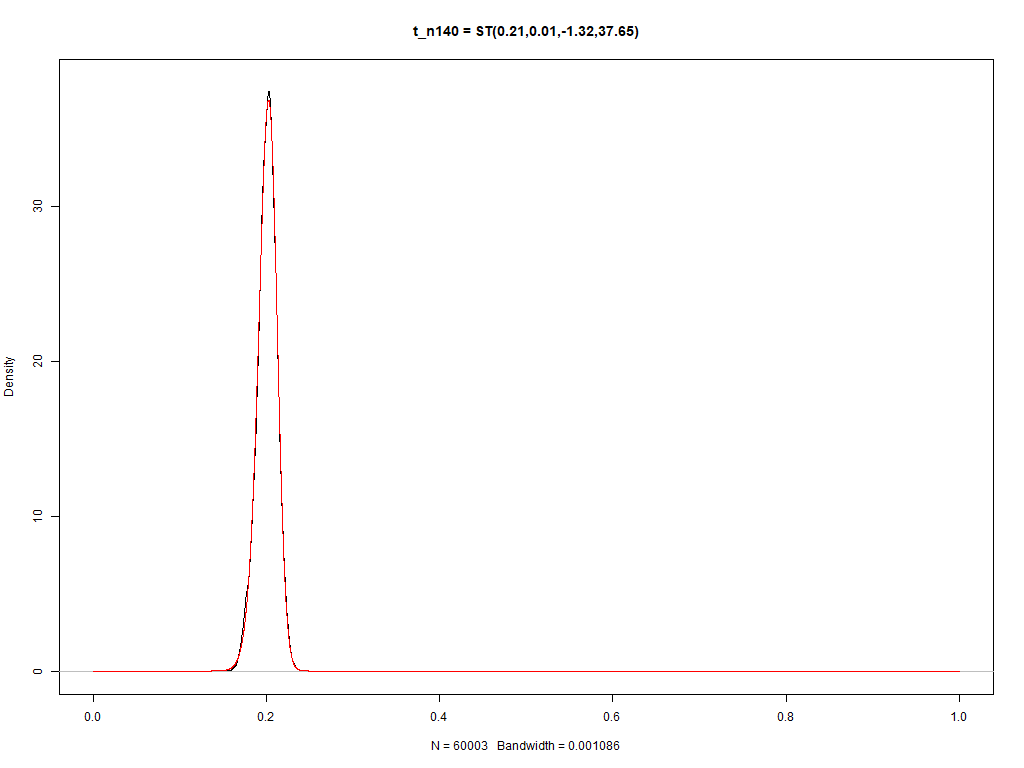 t_n140 = ST(0.21,0.01,-1.32,37.65)
Density
30
20
10
0
0.0 0.2 0.4 0.6 0.8 1.0
N = 60003 Bandwidth = 0.001086